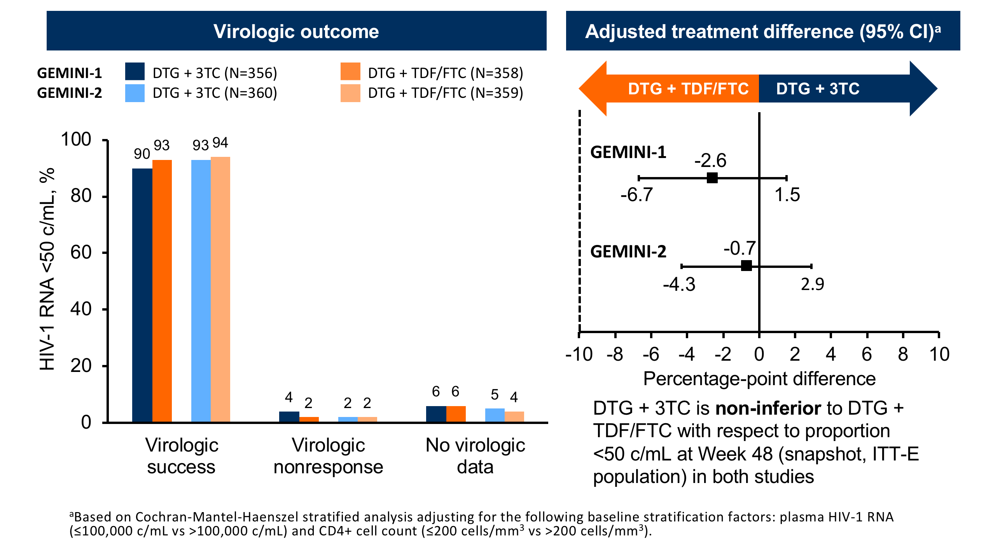 Virologic outcome
GEMINI-1 DTG + 3TC (N=356) DTG + TDF/FTC (N=358)
GEMINI-2 DTG + 3TC (N=360) DTG + TDF/FTC (N=359)
HIV-1 RNA <50 c/mL, %
100
80
60
40
20
0
90 93 93 94
4 2 2 2
6 6 5 4
Virologic
success
Virologic
nonresponse
No virologic
data
Adjusted treatment difference (95% CI)ᵃ
DTG + TDF/FTC DTG + 3TC
GEMINI-1
-2.6
-6.7 1.5
GEMINI-2
-0.7
-4.3 2.9
-10 -8 -6 -4 -2 0 2 4 6 8 10
Percentage-point difference
DTG + 3TC is non-inferior to DTG +
TDF/FTC with respect to proportion
<50 c/mL at Week 48 (snapshot, ITT-E
population) in both studies
ᵃBased on Cochran-Mantel-Haenszel stratified analysis adjusting for the following baseline stratification factors: plasma HIV-1 RNA
(≤100,000 c/mL vs >100,000 c/mL) and CD4+ cell count (≤200 cells/mm³ vs >200 cells/mm³).